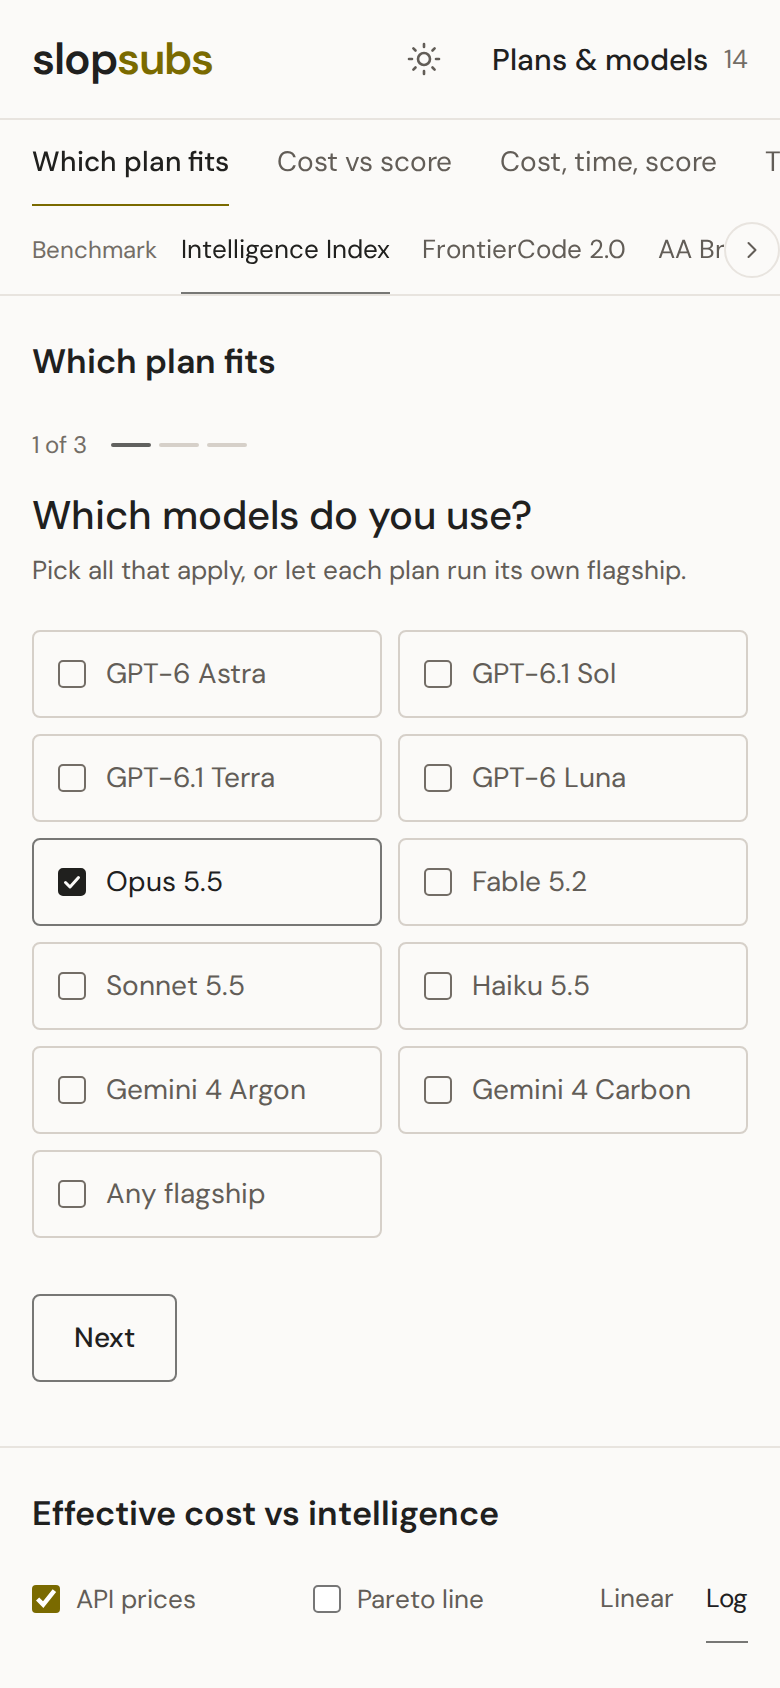 slopsubs
Plans & models 14
Which plan fits Cost vs score Cost, time, score T
Benchmark Intelligence Index FrontierCode 2.0 AA Br
Which plan fits
1 of 3
Which models do you use?
Pick all that apply, or let each plan run its own flagship.
GPT-6 Astra
GPT-6.1 Sol
GPT-6.1 Terra
GPT-6 Luna
Opus 5.5
Fable 5.2
Sonnet 5.5
Haiku 5.5
Gemini 4 Argon
Gemini 4 Carbon
Any flagship
Next
Effective cost vs intelligence
API prices Pareto line Linear Log